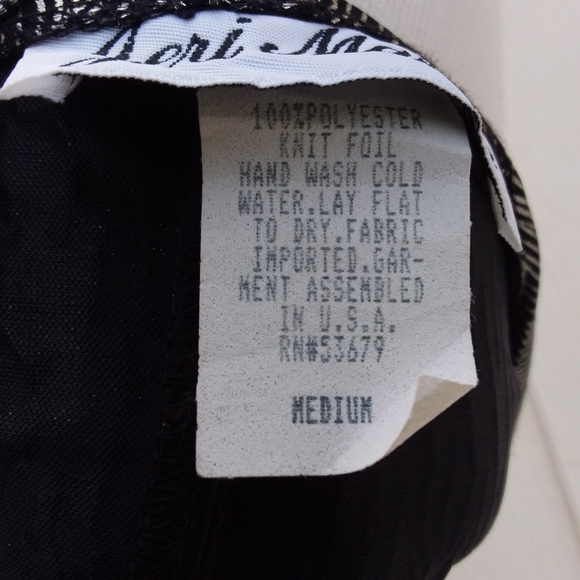 100%POLYESTER
KNIT FOIL
HAND WASH COLD
WATER.LAY FLAT
TO DRY.FABRIC
IMPORTED.GAR-
MENT ASSEMBLED
IN U.S.A.
RN#53679
MEDIUM